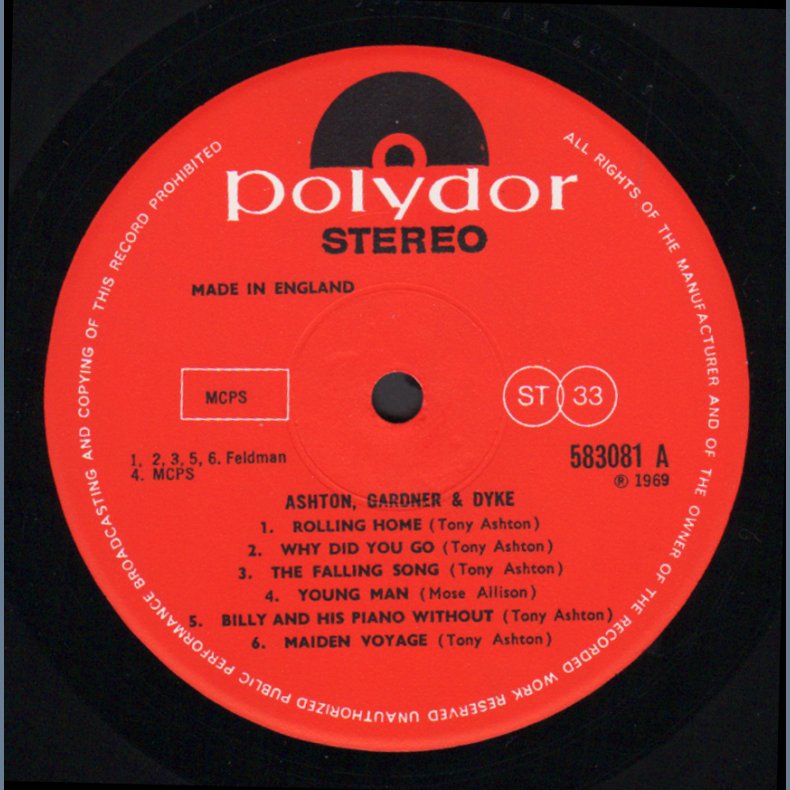 polydor
STEREO
MADE IN ENGLAND
MCPS
ST 33
1, 2, 3, 5, 6. Feldman
4. MCPS
583081 A
℗ 1969
ASHTON, GARDNER & DYKE
1. ROLLING HOME (Tony Ashton)
2. WHY DID YOU GO (Tony Ashton)
3. THE FALLING SONG (Tony Ashton)
4. YOUNG MAN (Mose Allison)
5. BILLY AND HIS PIANO WITHOUT (Tony Ashton)
6. MAIDEN VOYAGE (Tony Ashton)
ALL RIGHTS OF THE MANUFACTURER AND OF THE OWNER OF THE RECORDED WORK RESERVED UNAUTHORIZED PUBLIC PERFORMANCE BROADCASTING AND COPYING OF THIS RECORD PROHIBITED